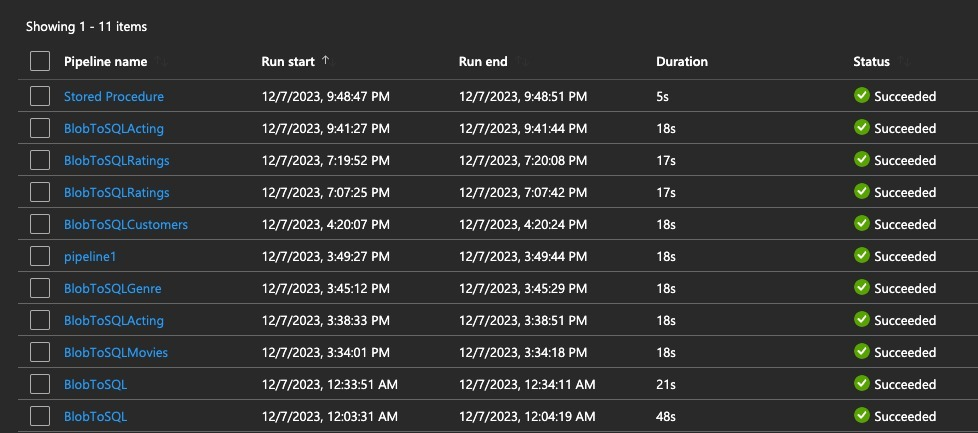 Showing 1 - 11 items
Pipeline name Run start ↑ Run end Duration Status
Stored Procedure 12/7/2023, 9:48:47 PM 12/7/2023, 9:48:51 PM 5s Succeeded
BlobToSQLActing 12/7/2023, 9:41:27 PM 12/7/2023, 9:41:44 PM 18s Succeeded
BlobToSQLRatings 12/7/2023, 7:19:52 PM 12/7/2023, 7:20:08 PM 17s Succeeded
BlobToSQLRatings 12/7/2023, 7:07:25 PM 12/7/2023, 7:07:42 PM 17s Succeeded
BlobToSQLCustomers 12/7/2023, 4:20:07 PM 12/7/2023, 4:20:24 PM 18s Succeeded
pipeline1 12/7/2023, 3:49:27 PM 12/7/2023, 3:49:44 PM 18s Succeeded
BlobToSQLGenre 12/7/2023, 3:45:12 PM 12/7/2023, 3:45:29 PM 18s Succeeded
BlobToSQLActing 12/7/2023, 3:38:33 PM 12/7/2023, 3:38:51 PM 18s Succeeded
BlobToSQLMovies 12/7/2023, 3:34:01 PM 12/7/2023, 3:34:18 PM 18s Succeeded
BlobToSQL 12/7/2023, 12:33:51 AM 12/7/2023, 12:34:11 AM 21s Succeeded
BlobToSQL 12/7/2023, 12:03:31 AM 12/7/2023, 12:04:19 AM 48s Succeeded